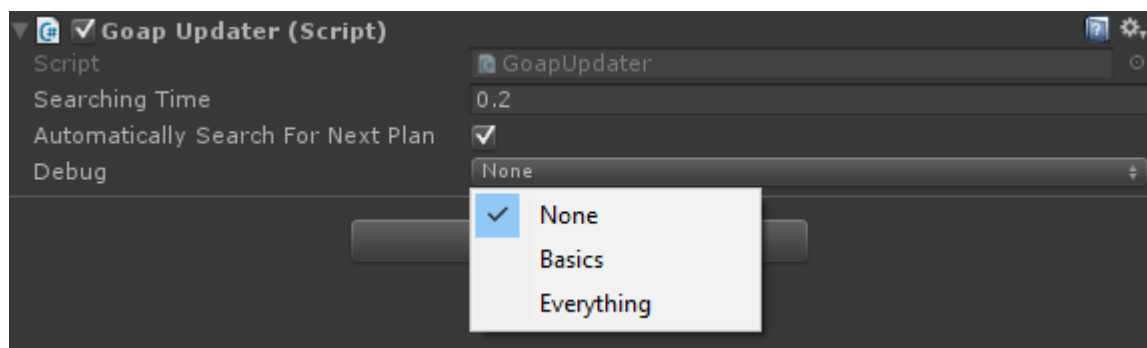 Goap Updater (Script)
Script GoapUpdater
Searching Time 0.2
Automatically Search For Next Plan
Debug None
None
Basics
Everything